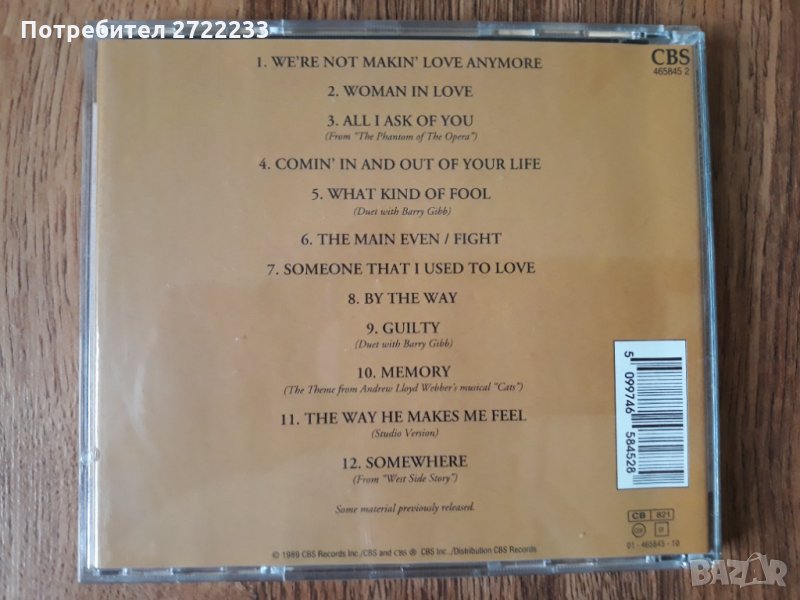 Потребител 2722233
CBS
465845 2
1. WE'RE NOT MAKIN' LOVE ANYMORE
2. WOMAN IN LOVE
3. ALL I ASK OF YOU
(From "The Phantom of The Opera")
4. COMIN' IN AND OUT OF YOUR LIFE
5. WHAT KIND OF FOOL
(Duet with Barry Gibb)
6. THE MAIN EVEN / FIGHT
7. SOMEONE THAT I USED TO LOVE
8. BY THE WAY
9. GUILTY
(Duet with Barry Gibb)
10. MEMORY
(The Theme from Andrew Lloyd Webber's musical "Cats")
11. THE WAY HE MAKES ME FEEL
(Studio Version)
12. SOMEWHERE
(From "West Side Story")
Some material previously released.
5 099746 584528
CB 821
01 - 465845 - 10
© 1989 CBS Records Inc./CBS and CBS ® CBS Inc../Distribution CBS Records
BAZAR